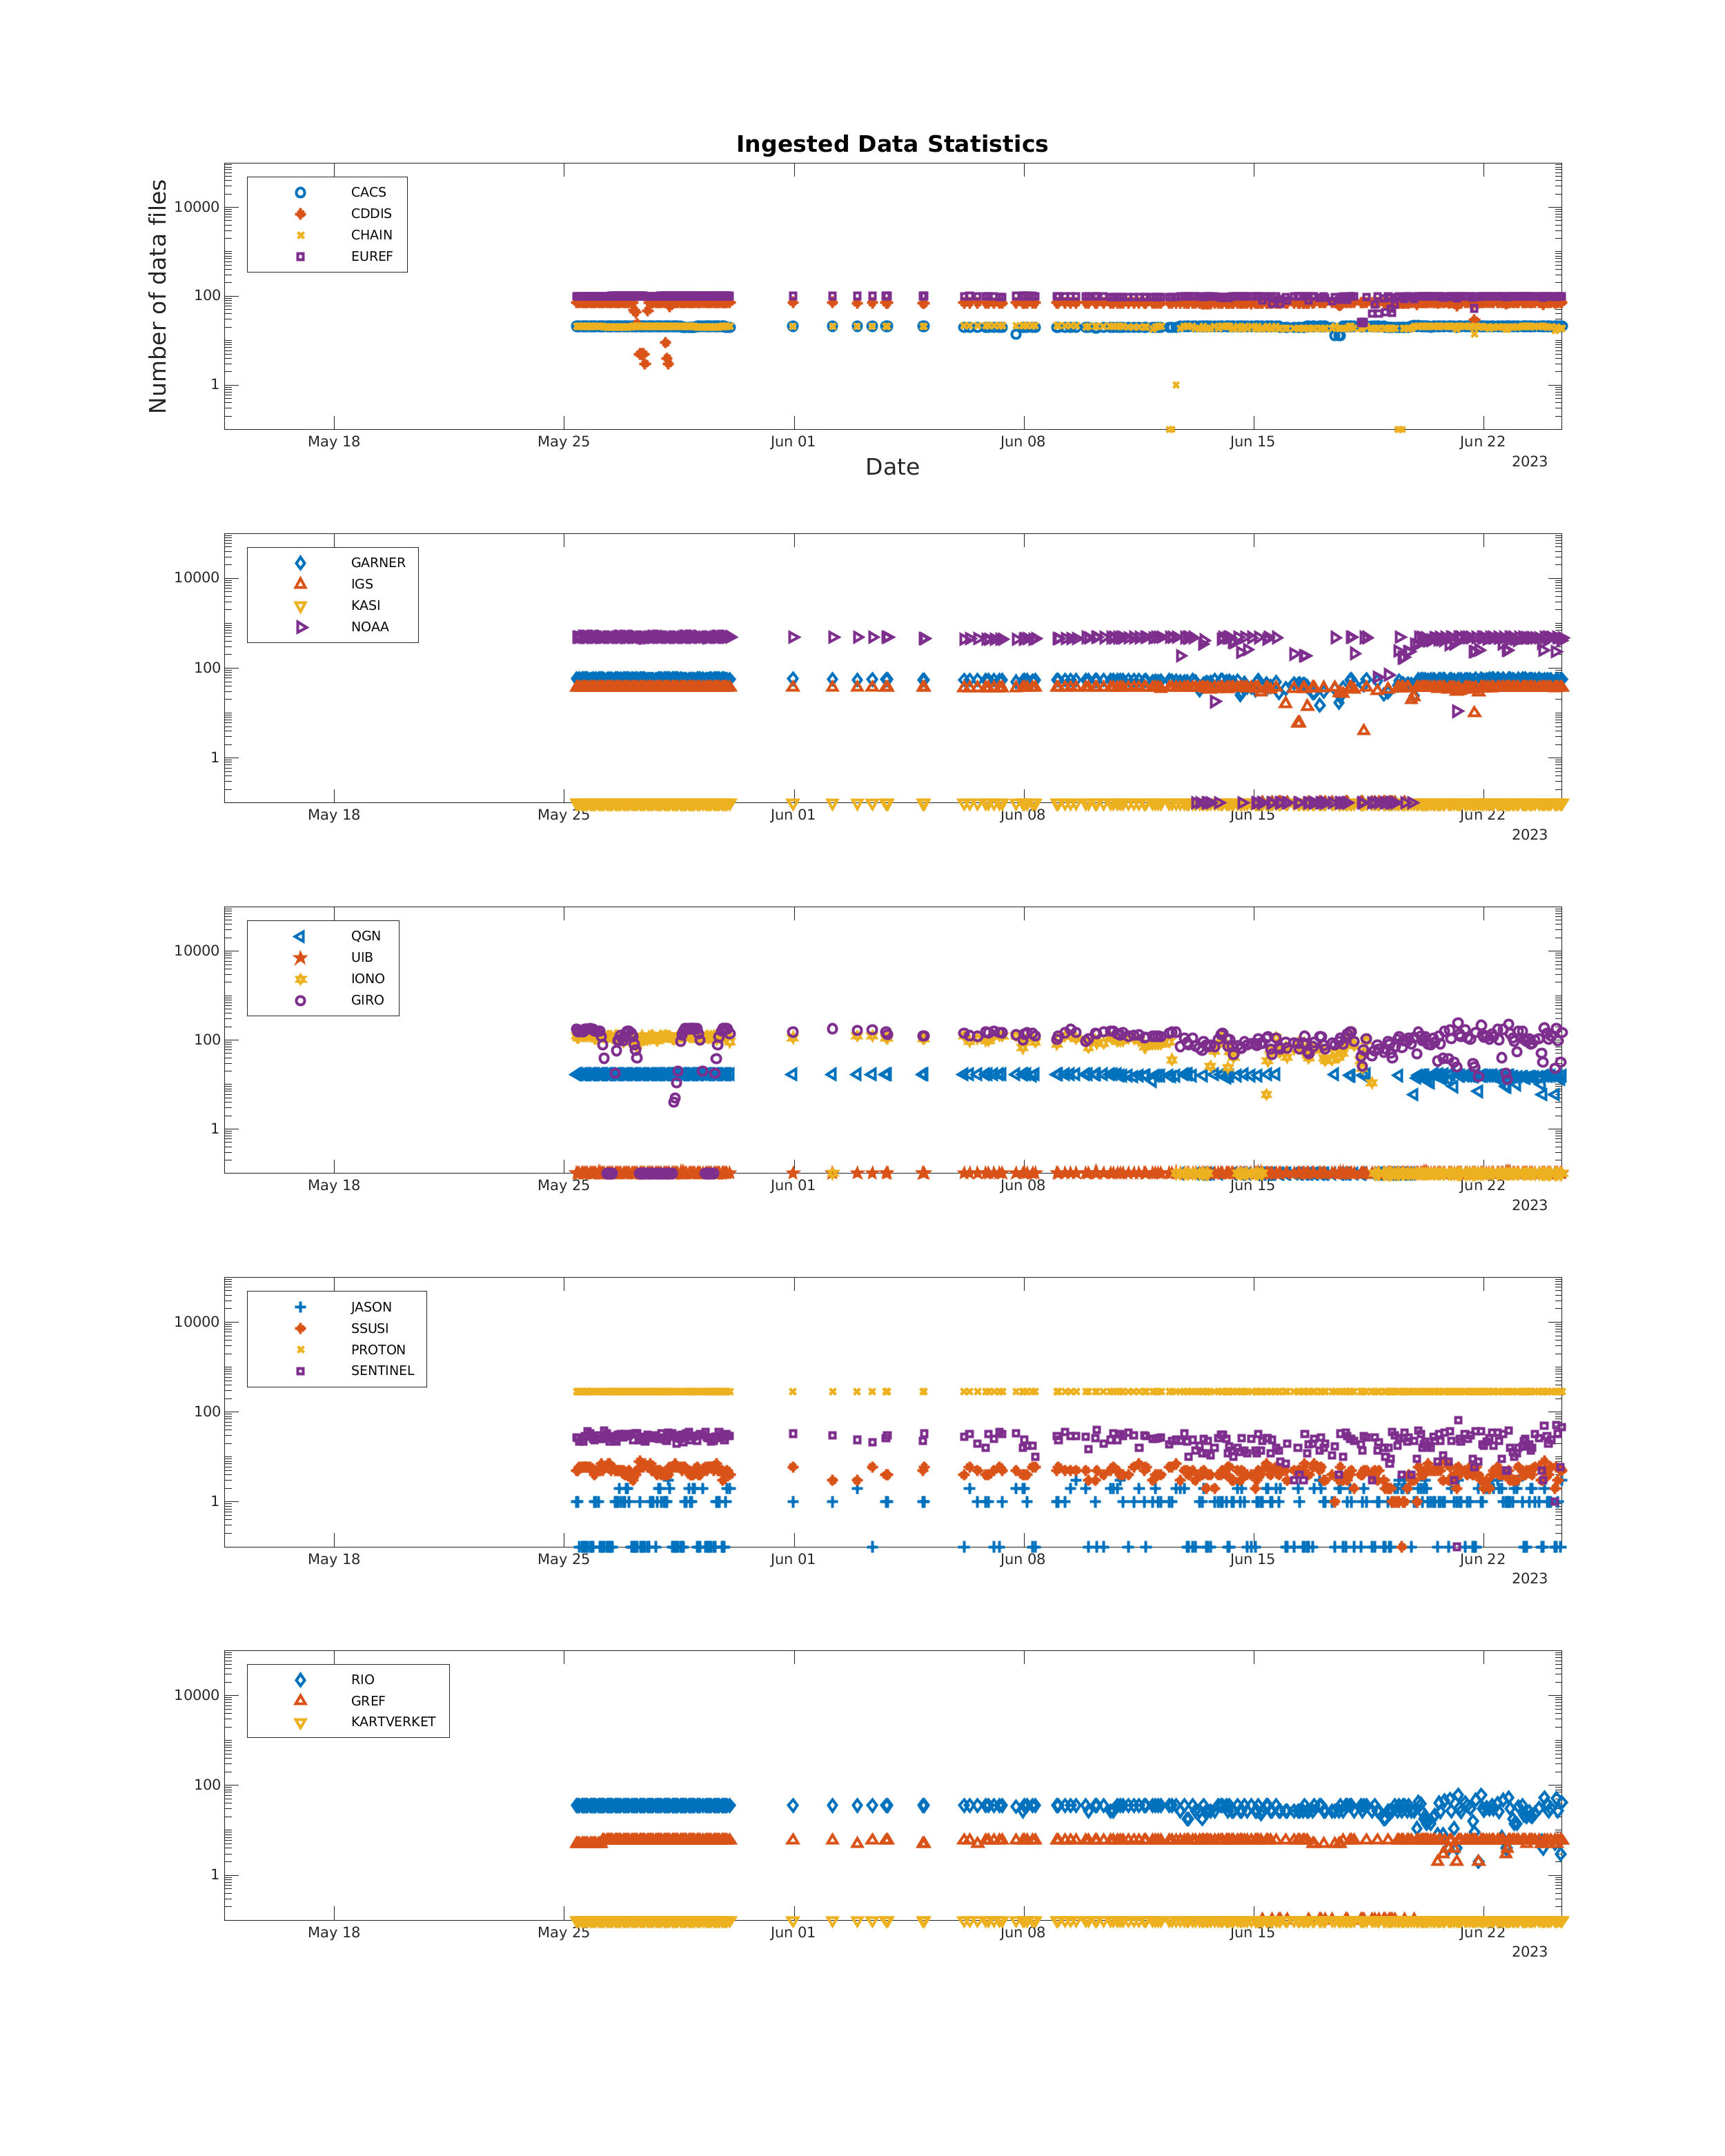 Ingested Data Statistics
Number of data files
CACS
CDDIS
CHAIN
EUREF
10000
100
1
May 18 May 25 Jun 01 Jun 08 Jun 15 Jun 22
2023
Date
GARNER
IGS
KASI
NOAA
10000
100
1
May 18 May 25 Jun 01 Jun 08 Jun 15 Jun 22
2023
QGN
UIB
IONO
GIRO
10000
100
1
May 18 May 25 Jun 01 Jun 08 Jun 15 Jun 22
2023
JASON
SSUSI
PROTON
SENTINEL
10000
100
1
May 18 May 25 Jun 01 Jun 08 Jun 15 Jun 22
2023
RIO
GREF
KARTVERKET
10000
100
1
May 18 May 25 Jun 01 Jun 08 Jun 15 Jun 22
2023